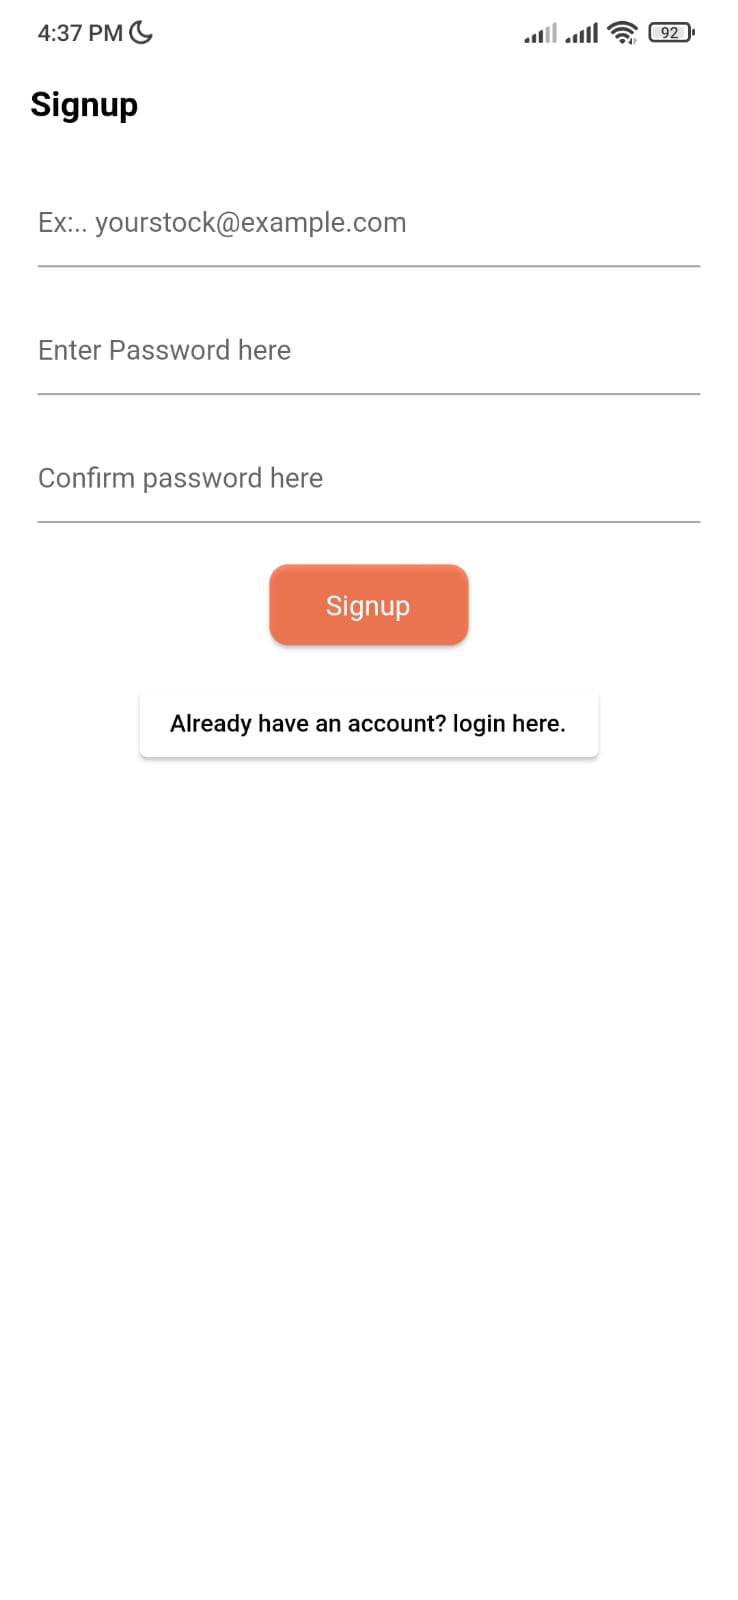 4:37 PM 92
Signup
Ex:.. yourstock@example.com
Enter Password here
Confirm password here
Signup
Already have an account? login here.